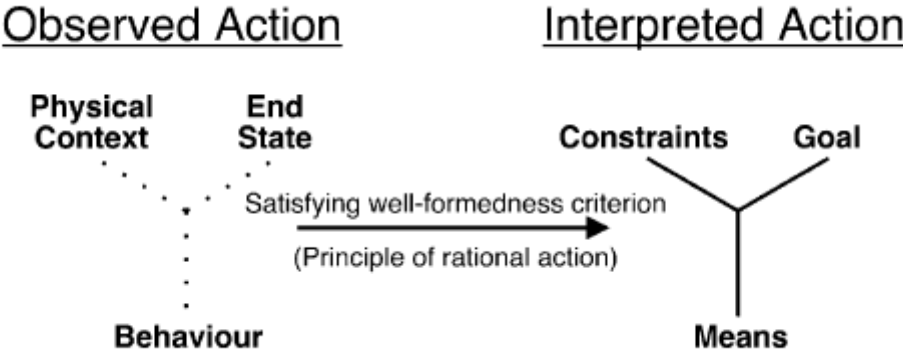 Observed Action
Interpreted Action
Physical
Context
End
State
Constraints
Goal
Satisfying well-formedness criterion
(Principle of rational action)
Behaviour
Means